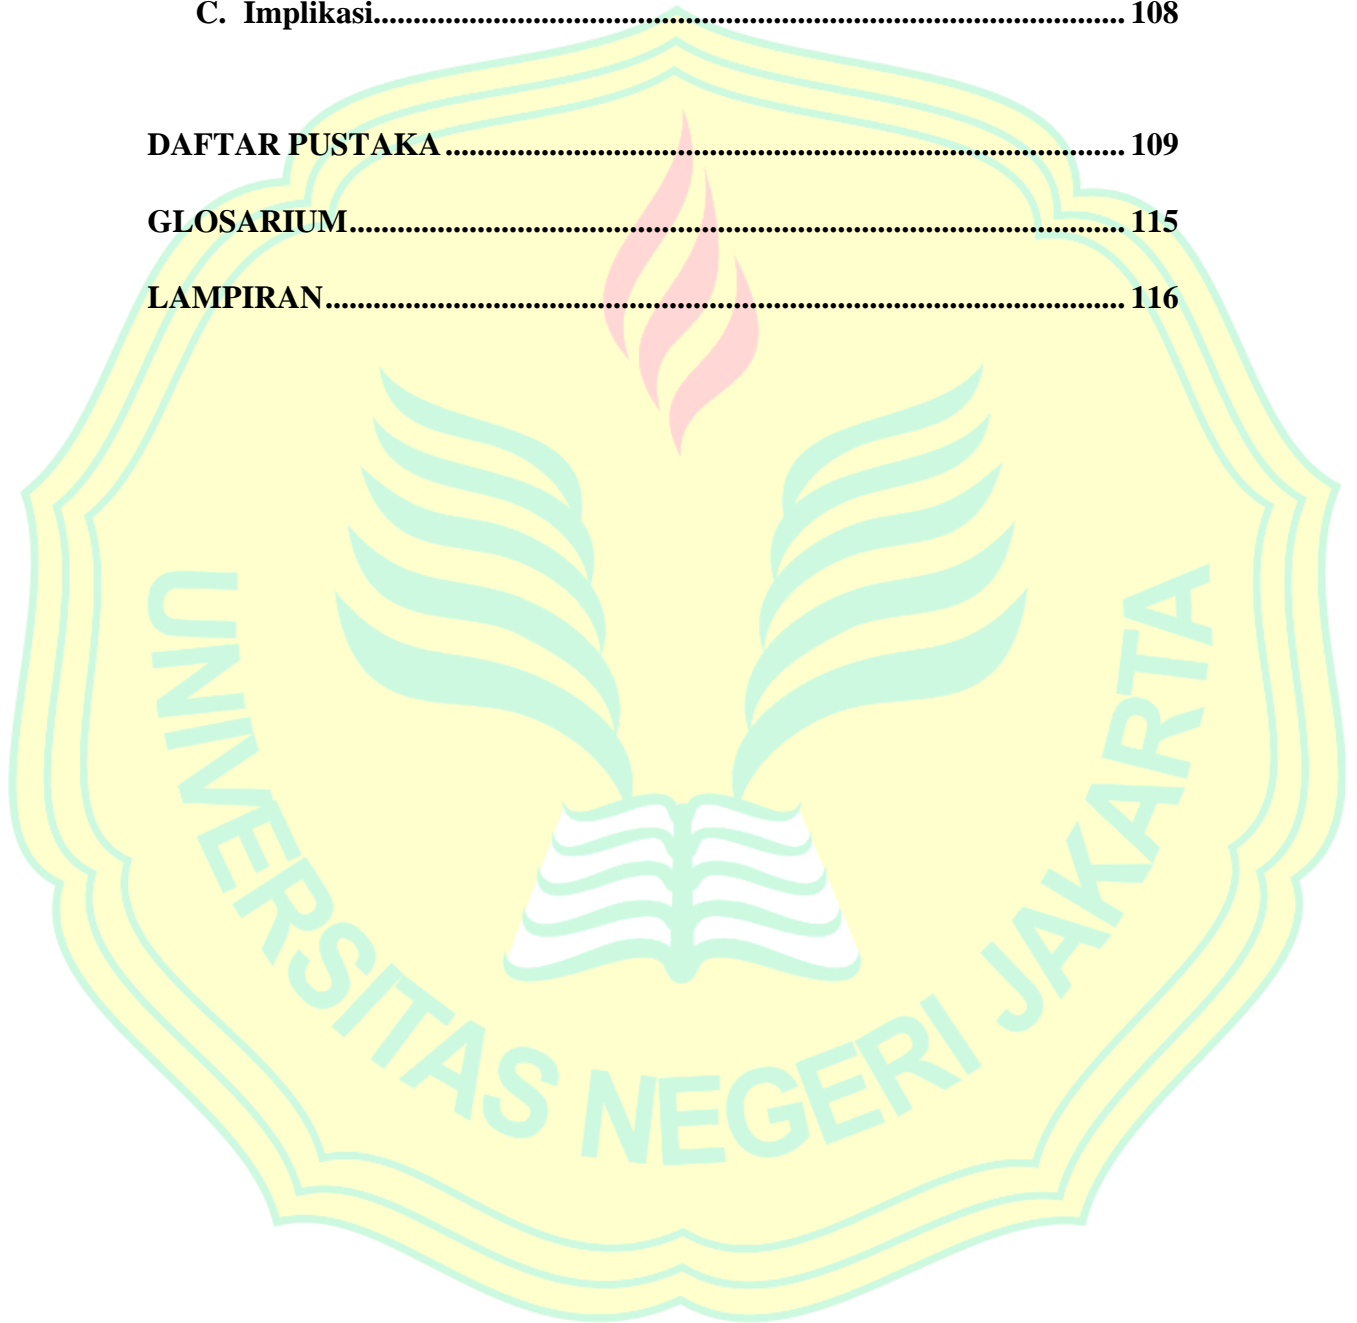 C. Implikasi............................................................................................. 108
DAFTAR PUSTAKA..................................................................................... 109
GLOSARIUM................................................................................................. 115
LAMPIRAN.................................................................................................... 116
UNIVERSITAS NEGERI JAKARTA